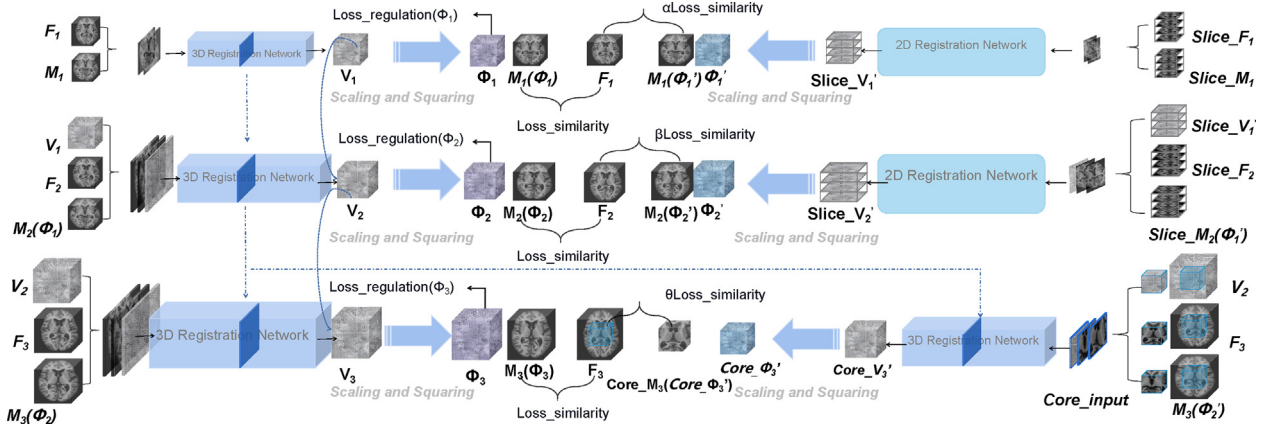 F₁
M₁
3D Registration Network
V₁
Loss_regulation(Φ₁)
Scaling and Squaring
Φ₁
M₁(Φ₁)
F₁
Loss_similarity
αLoss_similarity
M₁(Φ₁')
Φ₁'
Scaling and Squaring
Slice_V₁'
2D Registration Network
Slice_F₁
Slice_M₁
V₁
F₂
M₂(Φ₁)
3D Registration Network
V₂
Loss_regulation(Φ₂)
Scaling and Squaring
Φ₂
M₂(Φ₂)
F₂
Loss_similarity
βLoss_similarity
M₂(Φ₂')
Φ₂'
Scaling and Squaring
Slice_V₂'
2D Registration Network
Slice_V₁'
Slice_F₂
Slice_M₂(Φ₁')
V₂
F₃
M₃(Φ₂)
3D Registration Network
V₃
Loss_regulation(Φ₃)
Scaling and Squaring
Φ₃
M₃(Φ₃)
F₃
Loss_similarity
θLoss_similarity
Core_M₃(Core_Φ₃')
Core_Φ₃'
Scaling and Squaring
Core_V₃'
3D Registration Network
Core_input
V₂
F₃
M₃(Φ₂')